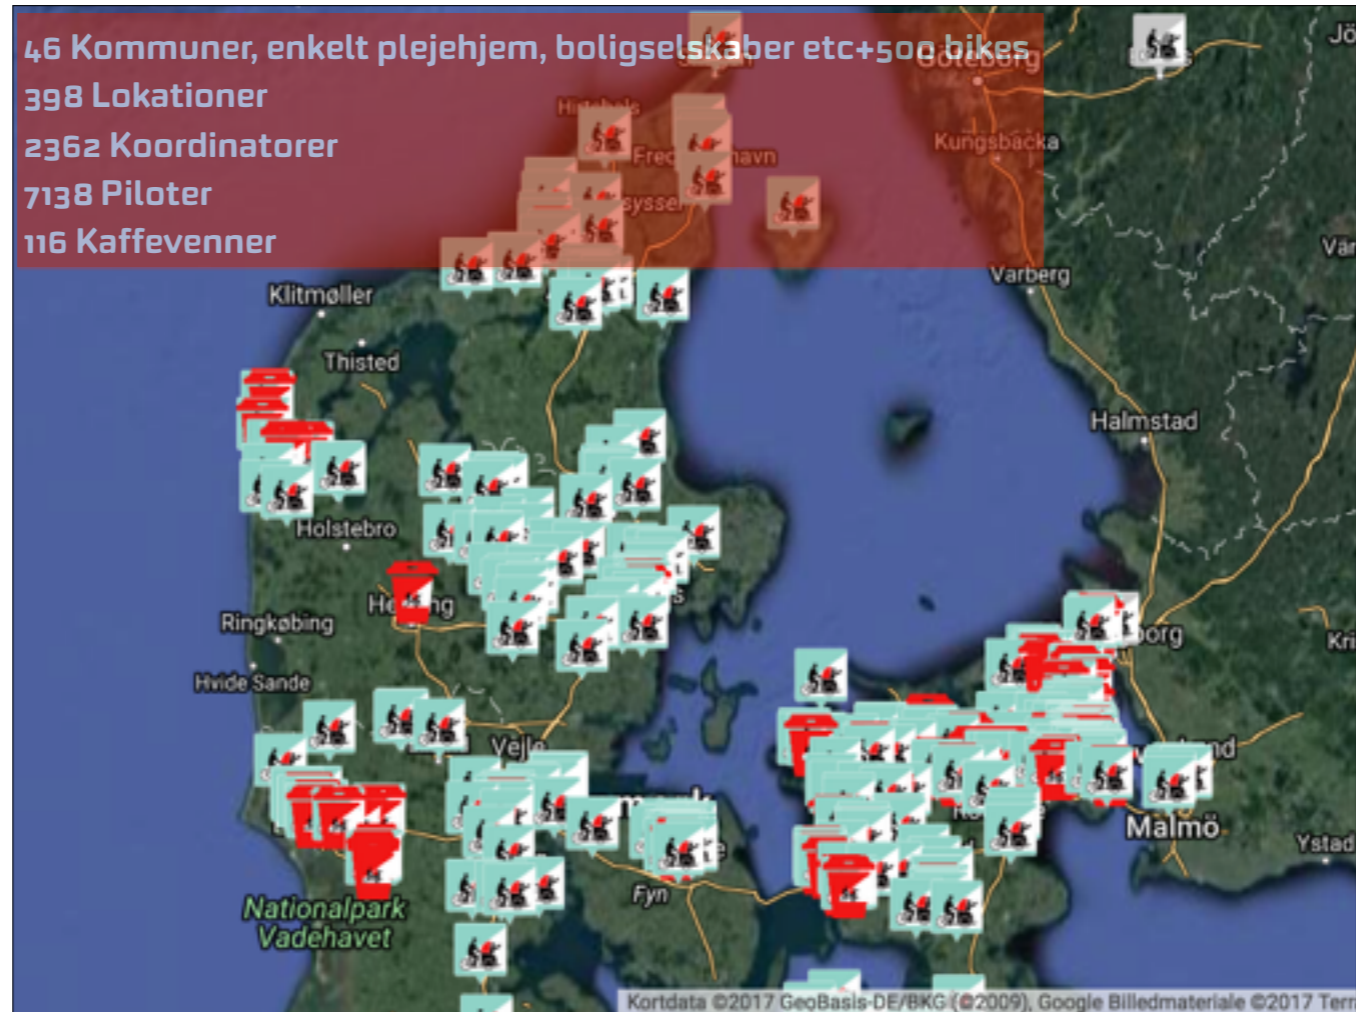 46 Kommuner, enkelt plejehjem, boligselskaber etc+500 bikes
398 Lokationer
2362 Koordinatorer
7138 Piloter
116 Kaffevenner
Göteborg
Kungsbacka
Varberg
Klitmøller
Thisted
Halmstad
Holstebro
Ringkøbing
Hvide Sande
Vejle
Malmö
Ystad
Fyn
Nationalpark
Vadehavet
Kortdata ©2017 GeoBasis-DE/BKG (©2009), Google Billedmateriale ©2017 Terr